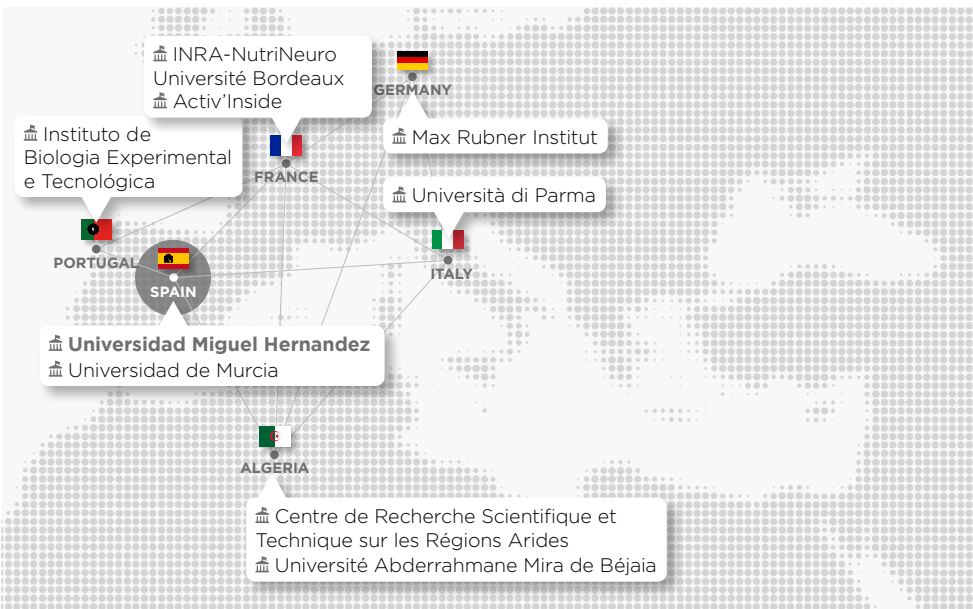 INRA-NutriNeuro
Université Bordeaux
Activ'Inside
GERMANY
Instituto de
Biologia Experimental
e Tecnológica
Max Rubner Institut
FRANCE
Università di Parma
PORTUGAL
ITALY
SPAIN
Universidad Miguel Hernandez
Universidad de Murcia
ALGERIA
Centre de Recherche Scientifique et
Technique sur les Régions Arides
Université Abderrahmane Mira de Béjaia